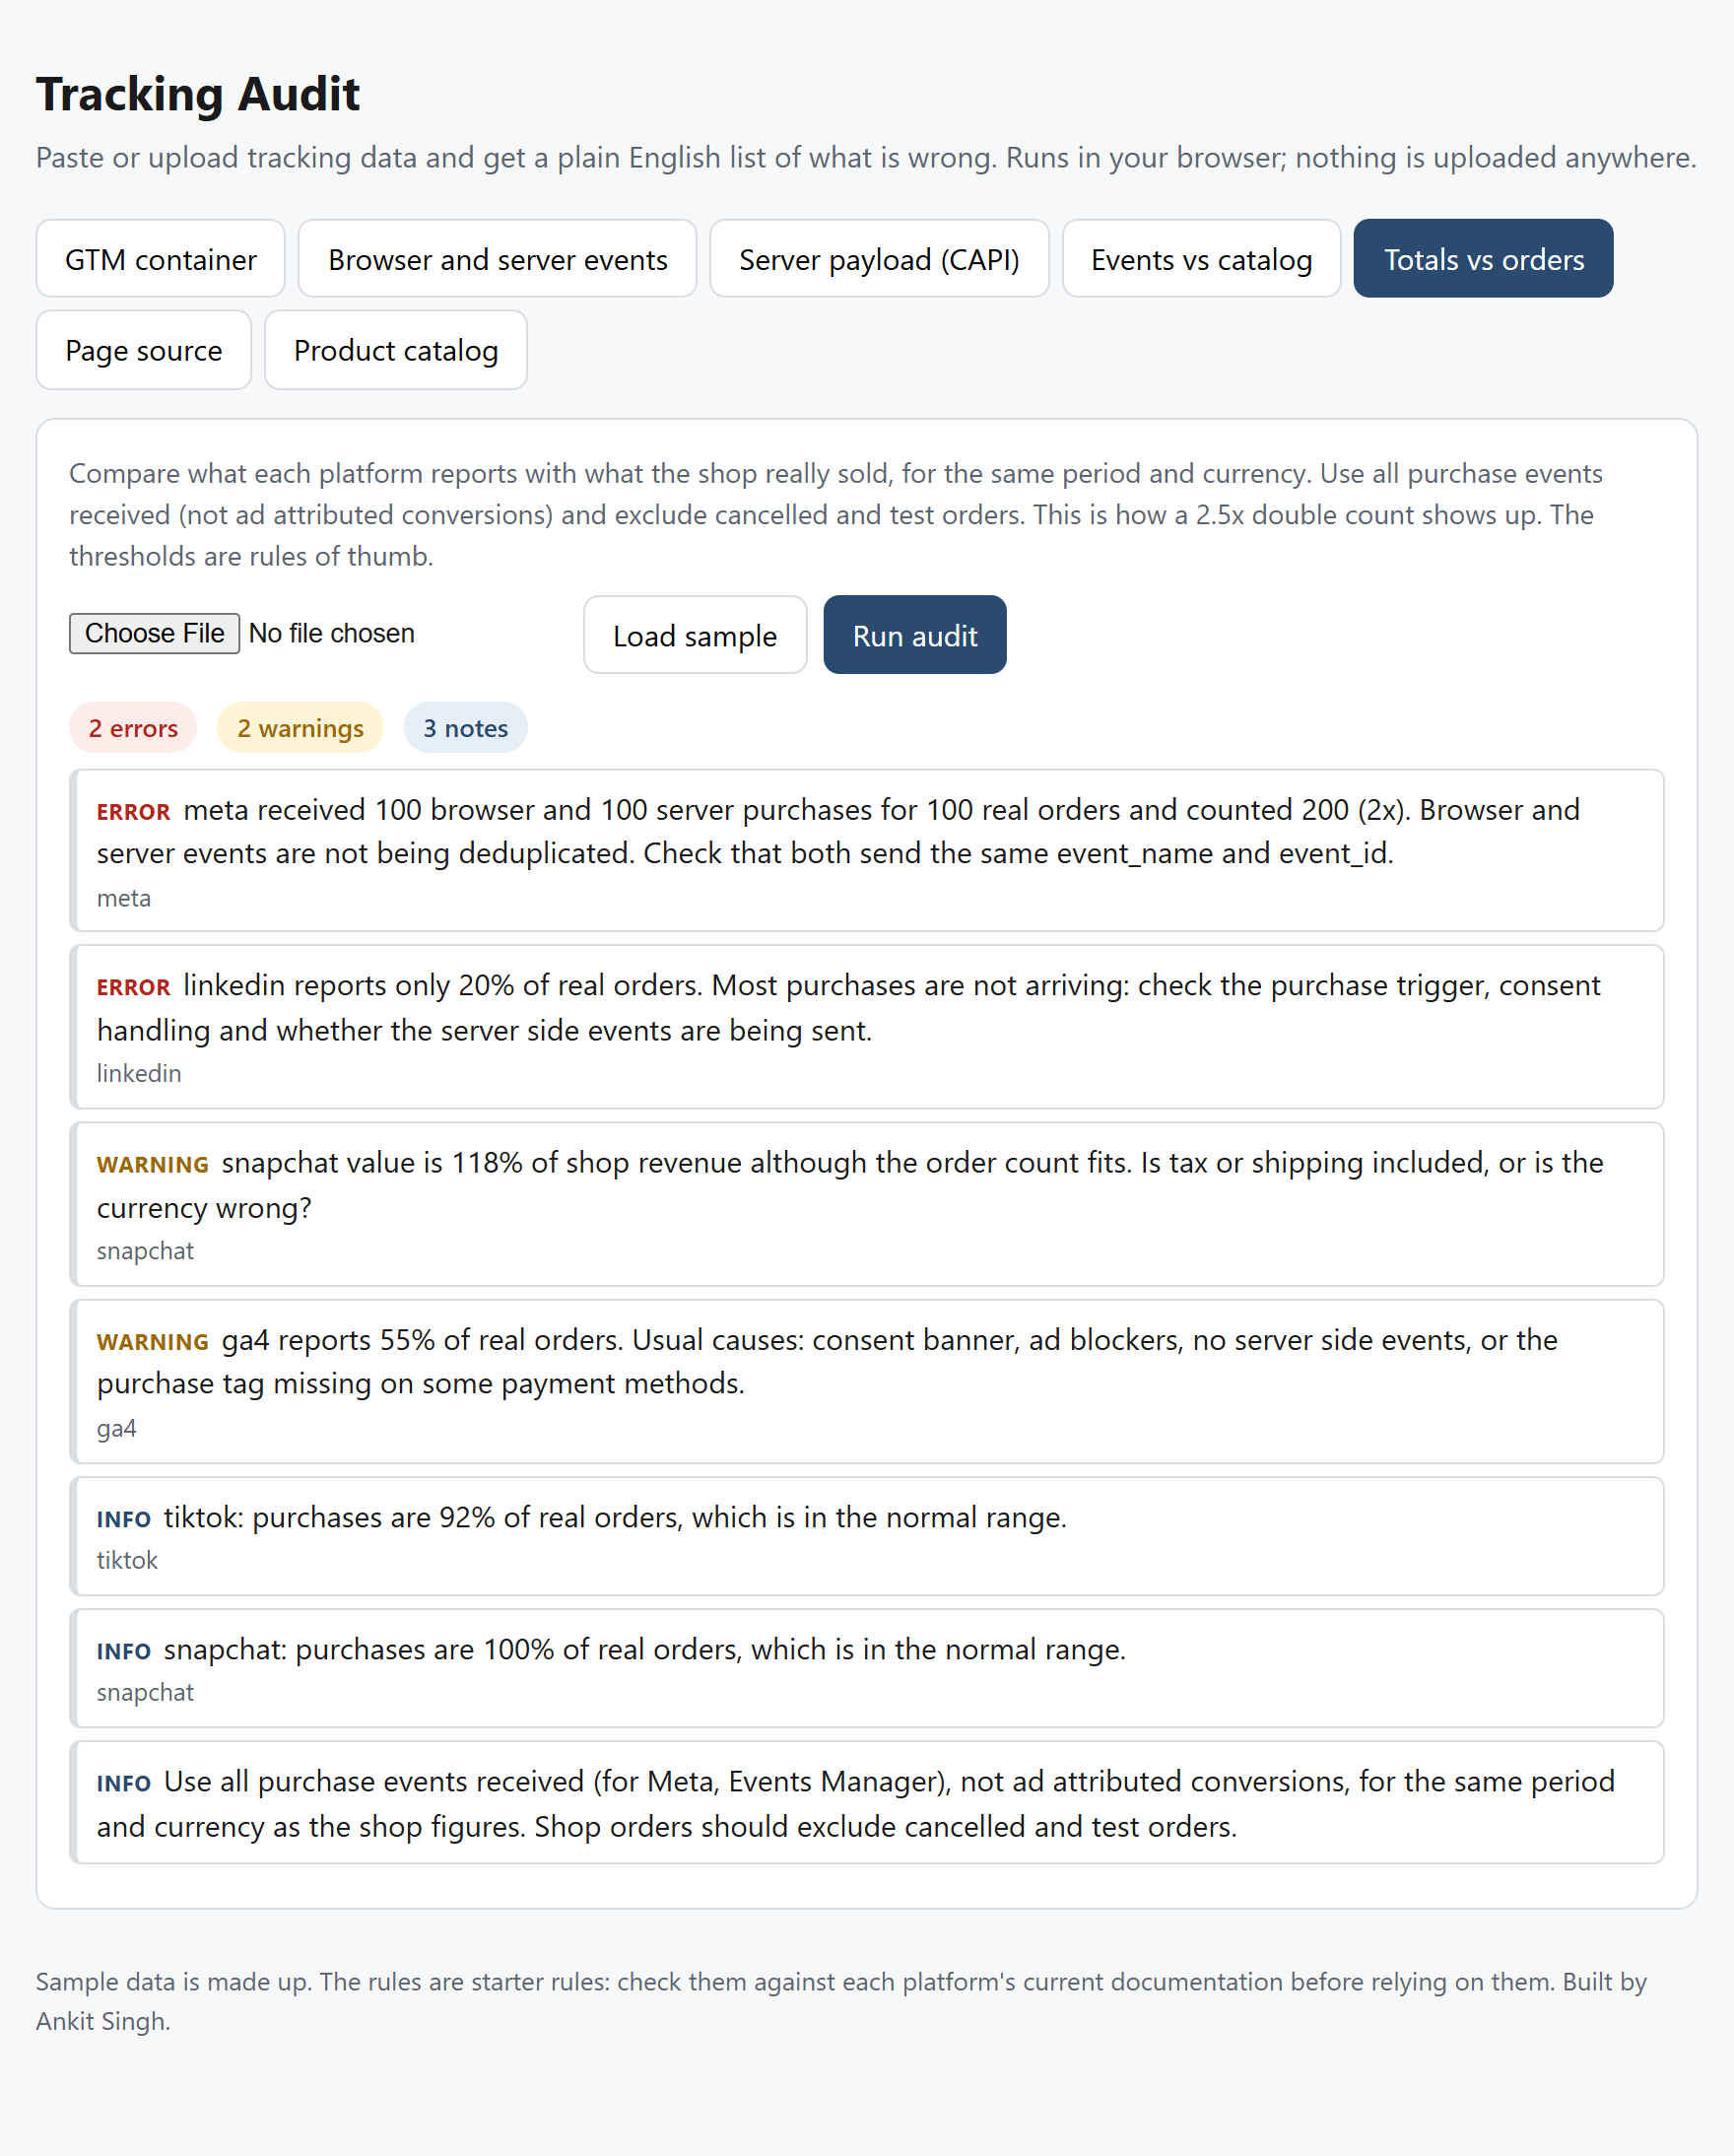 Tracking Audit
Paste or upload tracking data and get a plain English list of what is wrong. Runs in your browser; nothing is uploaded anywhere.
GTM container
Browser and server events
Server payload (CAPI)
Events vs catalog
Totals vs orders
Page source
Product catalog
Compare what each platform reports with what the shop really sold, for the same period and currency. Use all purchase events
received (not ad attributed conversions) and exclude cancelled and test orders. This is how a 2.5x double count shows up. The
thresholds are rules of thumb.
Choose File No file chosen
Load sample
Run audit
2 errors
2 warnings
3 notes
ERROR meta received 100 browser and 100 server purchases for 100 real orders and counted 200 (2x). Browser and
server events are not being deduplicated. Check that both send the same event_name and event_id.
meta
ERROR linkedin reports only 20% of real orders. Most purchases are not arriving: check the purchase trigger, consent
handling and whether the server side events are being sent.
linkedin
WARNING snapchat value is 118% of shop revenue although the order count fits. Is tax or shipping included, or is the
currency wrong?
snapchat
WARNING ga4 reports 55% of real orders. Usual causes: consent banner, ad blockers, no server side events, or the
purchase tag missing on some payment methods.
ga4
INFO tiktok: purchases are 92% of real orders, which is in the normal range.
tiktok
INFO snapchat: purchases are 100% of real orders, which is in the normal range.
snapchat
INFO Use all purchase events received (for Meta, Events Manager), not ad attributed conversions, for the same period
and currency as the shop figures. Shop orders should exclude cancelled and test orders.
Sample data is made up. The rules are starter rules: check them against each platform's current documentation before relying on them. Built by
Ankit Singh.